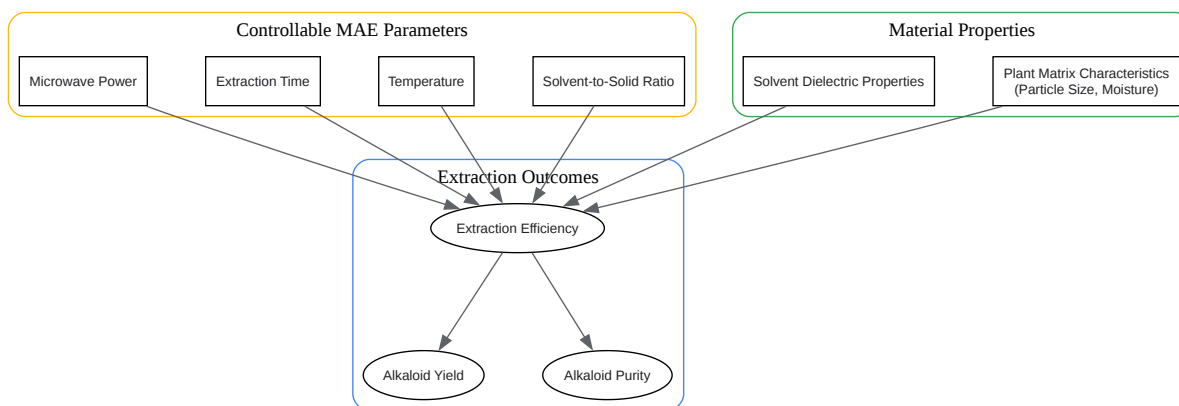 Controllable MAE Parameters
Material Properties
Microwave Power
Extraction Time
Temperature
Solvent-to-Solid Ratio
Solvent Dielectric Properties
Plant Matrix Characteristics
(Particle Size, Moisture)
Extraction Outcomes
Extraction Efficiency
Alkaloid Yield
Alkaloid Purity